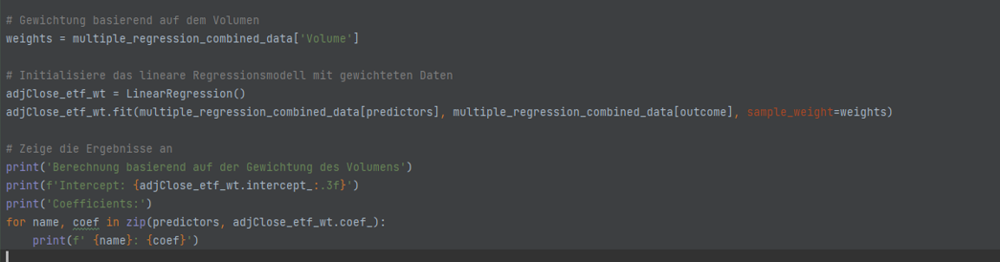 # Gewichtung basierend auf dem Volumen
weights = multiple_regression_combined_data['Volume']
# Initialisiere das lineare Regressionsmodell mit gewichteten Daten
adjClose_etf_wt = LinearRegression()
adjClose_etf_wt.fit(multiple_regression_combined_data[predictors], multiple_regression_combined_data[outcome], sample_weight=weights)
# Zeige die Ergebnisse an
print('Berechnung basierend auf der Gewichtung des Volumens')
print(f'Intercept: {adjClose_etf_wt.intercept_:.3f}')
print('Coefficients:')
for name, coef in zip(predictors, adjClose_etf_wt.coef_):
    print(f' {name}: {coef}')